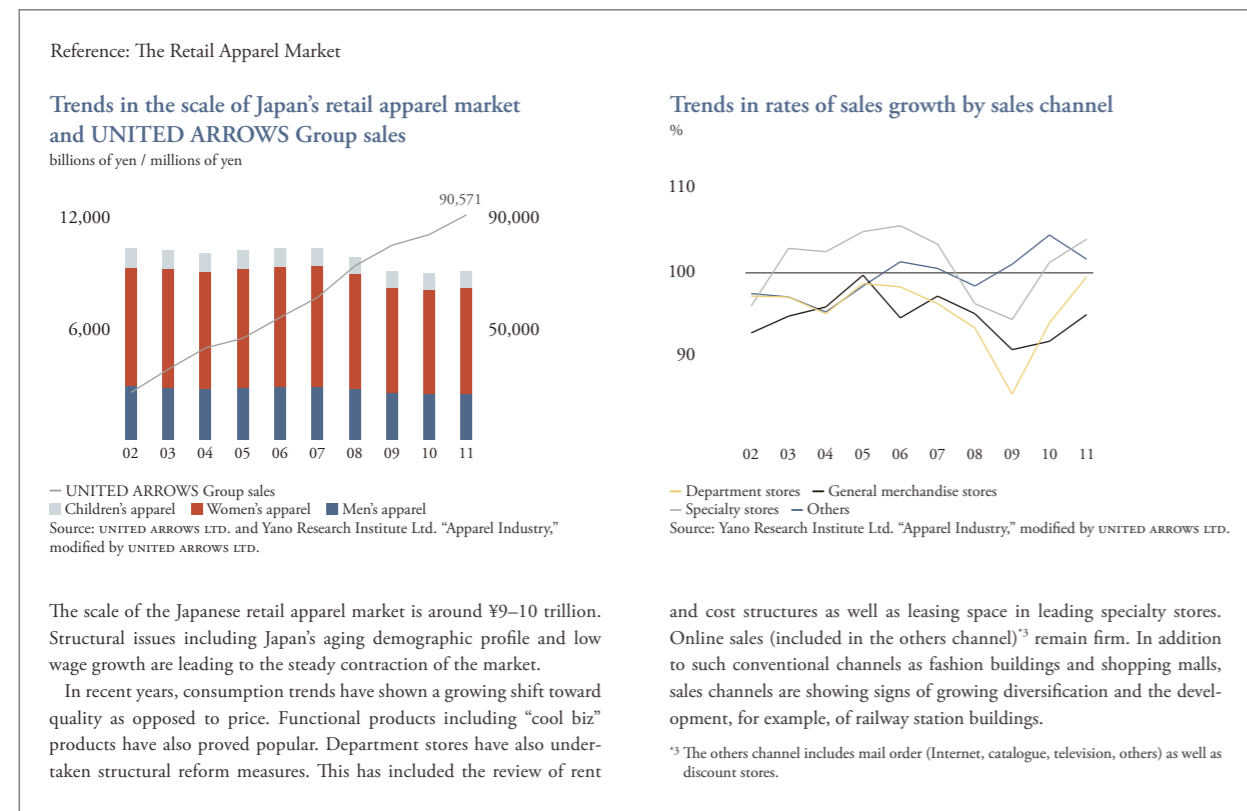 Reference: The Retail Apparel Market
Trends in the scale of Japan's retail apparel market
and UNITED ARROWS Group sales
billions of yen / millions of yen
90,571
12,000
90,000
6,000
50,000
02 03 04 05 06 07 08 09 10 11
— UNITED ARROWS Group sales
Children's apparel Women's apparel Men's apparel
Source: UNITED ARROWS LTD. and Yano Research Institute Ltd. “Apparel Industry,”
modified by UNITED ARROWS LTD.
Trends in rates of sales growth by sales channel
%
110
100
90
02 03 04 05 06 07 08 09 10 11
— Department stores — General merchandise stores
— Specialty stores — Others
Source: Yano Research Institute Ltd. “Apparel Industry,” modified by UNITED ARROWS LTD.
The scale of the Japanese retail apparel market is around ¥9–10 trillion.
Structural issues including Japan's aging demographic profile and low
wage growth are leading to the steady contraction of the market.
In recent years, consumption trends have shown a growing shift toward
quality as opposed to price. Functional products including “cool biz”
products have also proved popular. Department stores have also under-
taken structural reform measures. This has included the review of rent
and cost structures as well as leasing space in leading specialty stores.
Online sales (included in the others channel)*3 remain firm. In addition
to such conventional channels as fashion buildings and shopping malls,
sales channels are showing signs of growing diversification and the devel-
opment, for example, of railway station buildings.
*3 The others channel includes mail order (Internet, catalogue, television, others) as well as
discount stores.